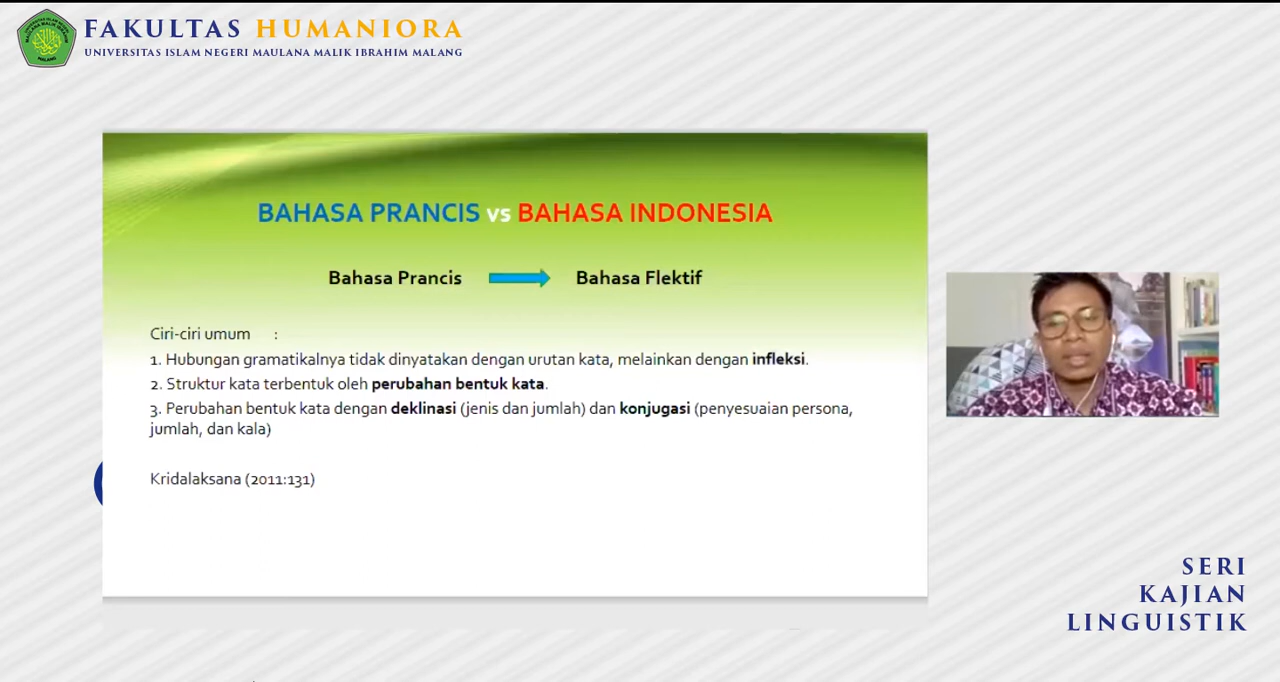 FAKULTAS HUMANIORA
UNIVERSITAS ISLAM NEGERI MAULANA MALIK IBRAHIM MALANG
BAHASA PRANCIS vs BAHASA INDONESIA
Bahasa Prancis Bahasa Flektif
Ciri-ciri umum :
1. Hubungan gramatikalnya tidak dinyatakan dengan urutan kata, melainkan dengan infleksi.
2. Struktur kata terbentuk oleh perubahan bentuk kata.
3. Perubahan bentuk kata dengan deklinasi (jenis dan jumlah) dan konjugasi (penyesuaian persona,
jumlah, dan kala)
Kridalaksana (2011:131)
SERI
KAJIAN
LINGUISTIK